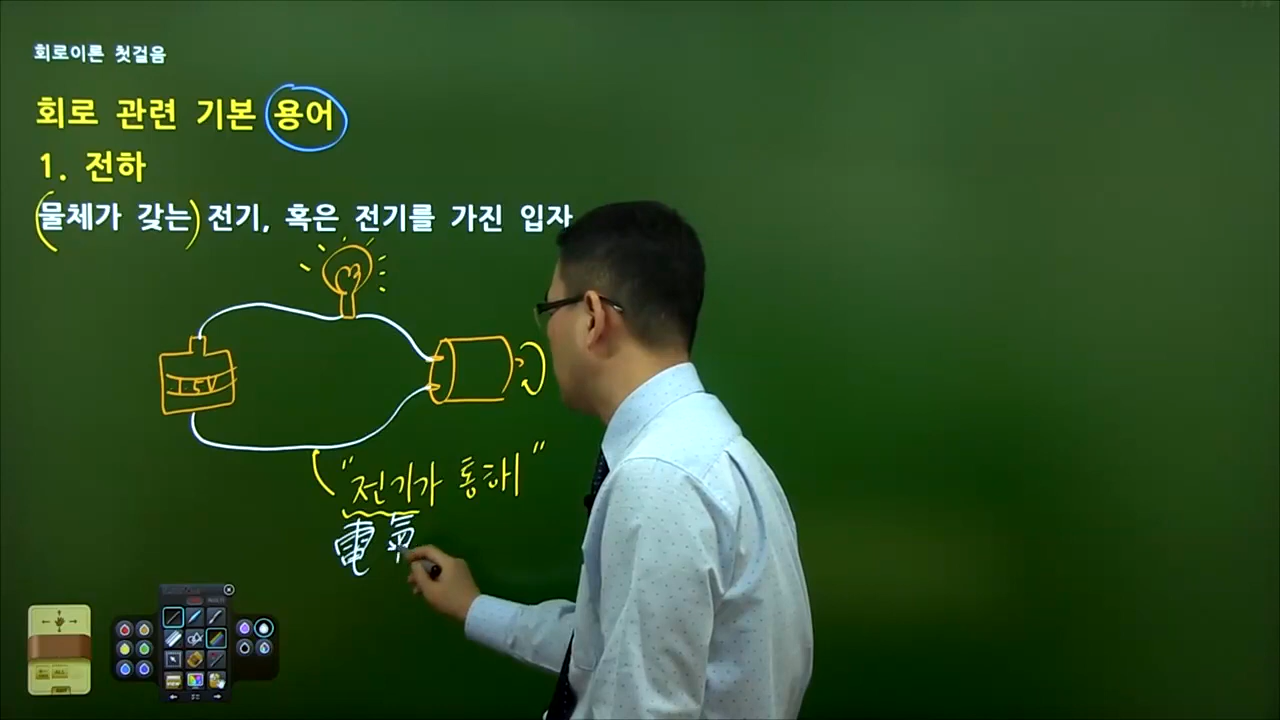 회로이론 첫걸음
회로 관련 기본 용어
1. 전하
(물체가 갖는) 전기, 혹은 전기를 가진 입자
1.5V
"전기가 통하"
電氣